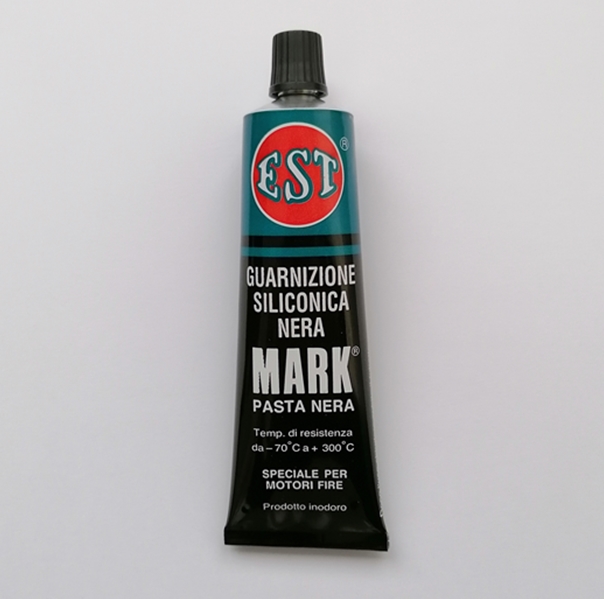 EST®
GUARNIZIONE
SILICONICA
NERA
MARK®
PASTA NERA
Temp. di resistenza
da -70°C a + 300°C
SPECIALE PER
MOTORI FIRE
Prodotto inodoro